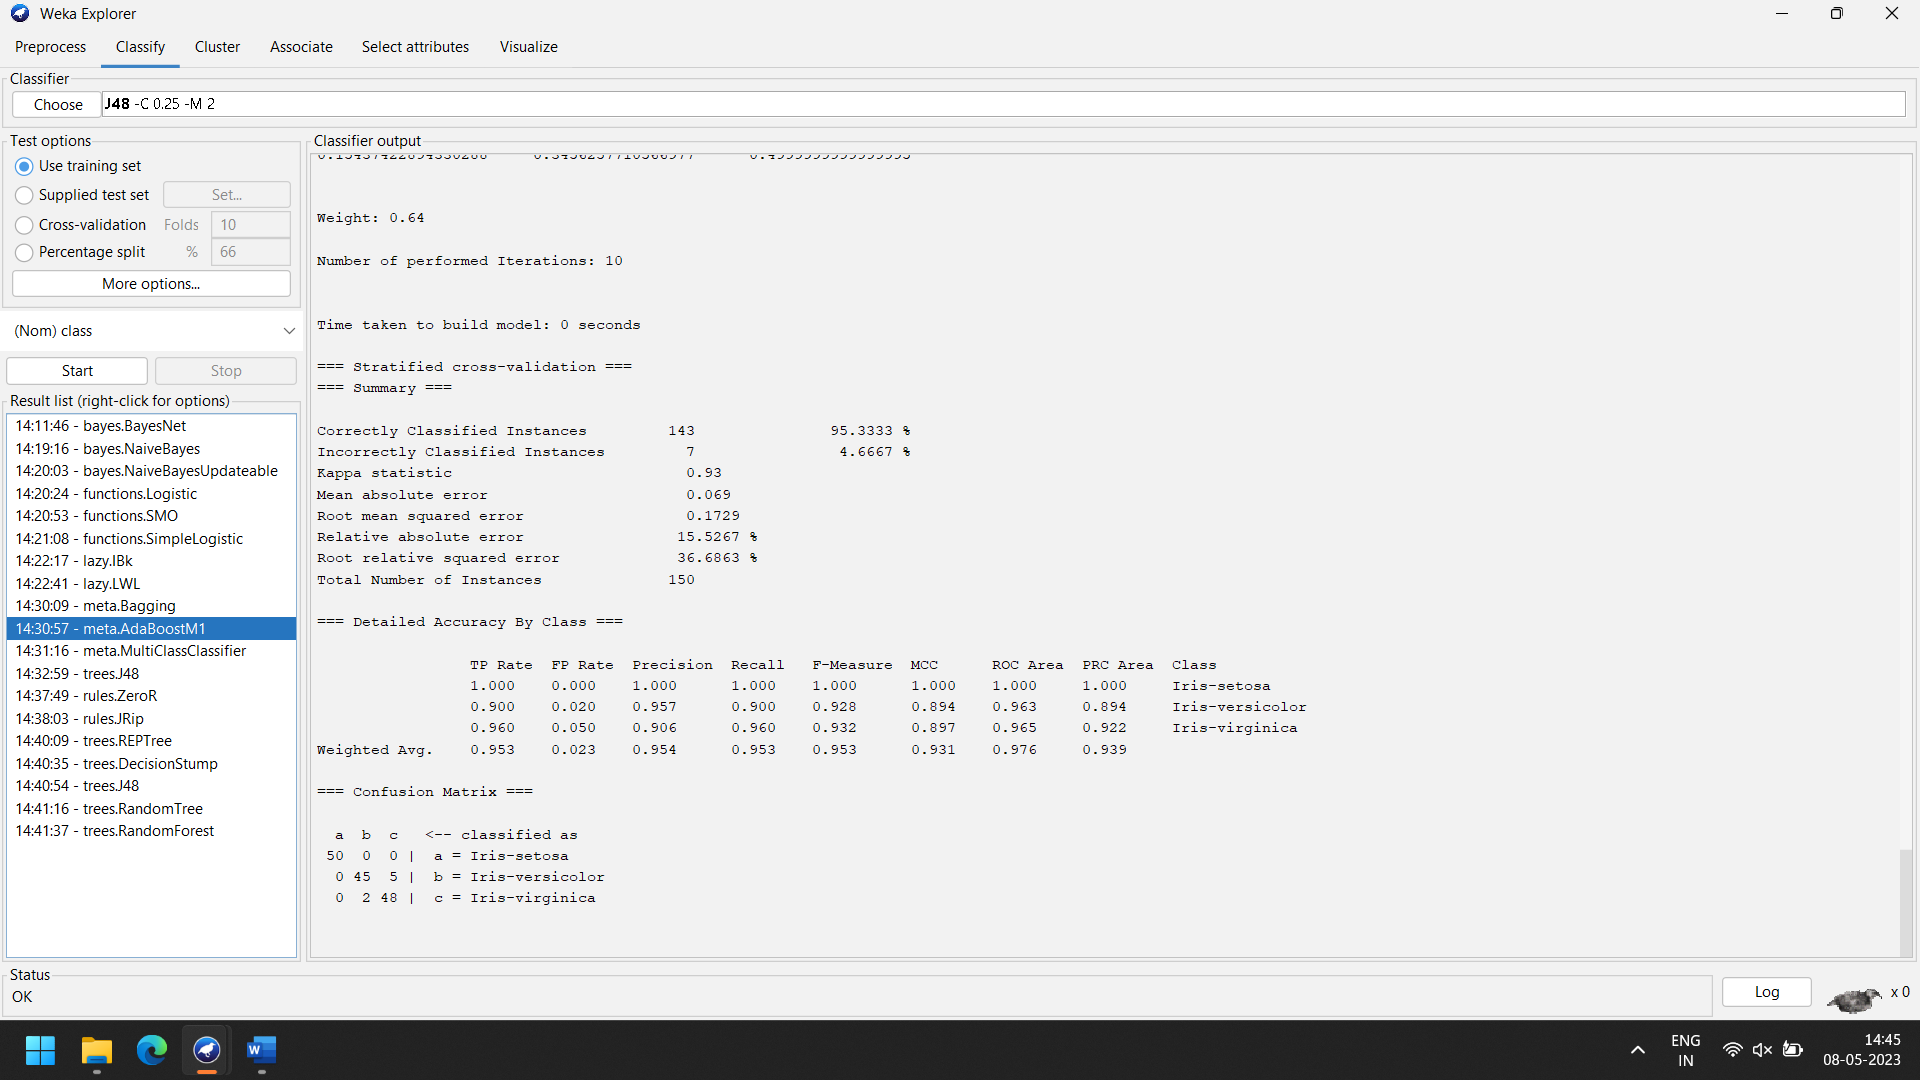 Weka Explorer
Preprocess Classify Cluster Associate Select attributes Visualize
Classifier
Choose J48 -C 0.25 -M 2
Test options
Use training set
Supplied test set Set...
Cross-validation Folds 10
Percentage split % 66
More options...
(Nom) class
Start Stop
Result list (right-click for options)
14:11:46 - bayes.BayesNet
14:19:16 - bayes.NaiveBayes
14:20:03 - bayes.NaiveBayesUpdateable
14:20:24 - functions.Logistic
14:20:53 - functions.SMO
14:21:08 - functions.SimpleLogistic
14:22:17 - lazy.IBk
14:22:41 - lazy.LWL
14:30:09 - meta.Bagging
14:30:57 - meta.AdaBoostM1
14:31:16 - meta.MultiClassClassifier
14:32:59 - trees.J48
14:37:49 - rules.ZeroR
14:38:03 - rules.JRip
14:40:09 - trees.REPTree
14:40:35 - trees.DecisionStump
14:40:54 - trees.J48
14:41:16 - trees.RandomTree
14:41:37 - trees.RandomForest
Classifier output
Weight: 0.64
Number of performed Iterations: 10
Time taken to build model: 0 seconds
=== Stratified cross-validation ===
=== Summary ===
Correctly Classified Instances 143 95.3333 %
Incorrectly Classified Instances 7 4.6667 %
Kappa statistic 0.93
Mean absolute error 0.069
Root mean squared error 0.1729
Relative absolute error 15.5267 %
Root relative squared error 36.6863 %
Total Number of Instances 150
=== Detailed Accuracy By Class ===
TP Rate FP Rate Precision Recall F-Measure MCC ROC Area PRC Area Class
1.000 0.000 1.000 1.000 1.000 1.000 1.000 1.000 Iris-setosa
0.900 0.020 0.957 0.900 0.928 0.894 0.963 0.894 Iris-versicolor
0.960 0.050 0.906 0.960 0.932 0.897 0.965 0.922 Iris-virginica
Weighted Avg. 0.953 0.023 0.954 0.953 0.953 0.931 0.976 0.939
=== Confusion Matrix ===
a b c <-- classified as
50 0 0 | a = Iris-setosa
0 45 5 | b = Iris-versicolor
0 2 48 | c = Iris-virginica
Status
OK
Log x 0
W
ENG
IN
14:45
08-05-2023